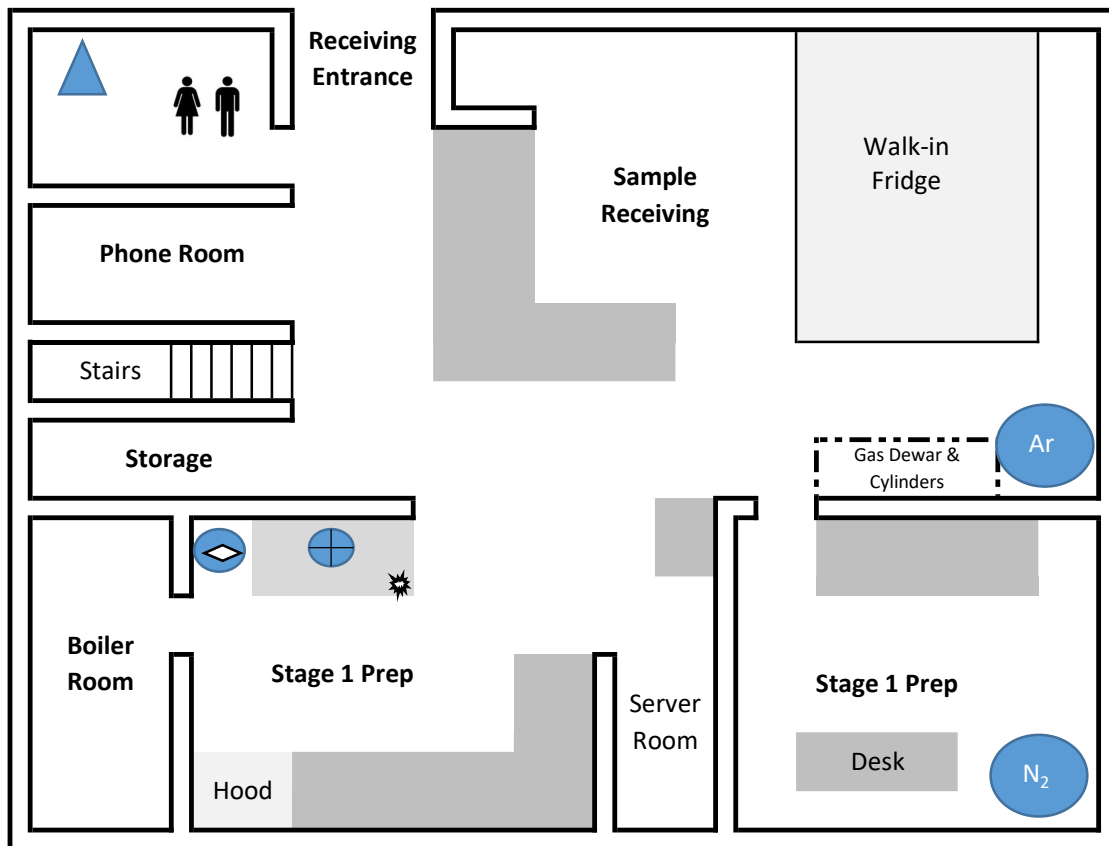 Receiving
Entrance
Walk-in
Fridge
Sample
Receiving
Phone Room
Stairs
Storage
Ar
Gas Dewar &
Cylinders
Boiler
Room
Stage 1 Prep
Server
Room
Stage 1 Prep
Hood
Desk
N₂